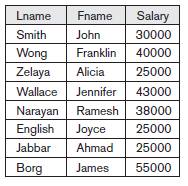 Lname Fname Salary
Smith John 30000
Wong Franklin 40000
Zelaya Alicia 25000
Wallace Jennifer 43000
Narayan Ramesh 38000
English Joyce 25000
Jabbar Ahmad 25000
Borg James 55000